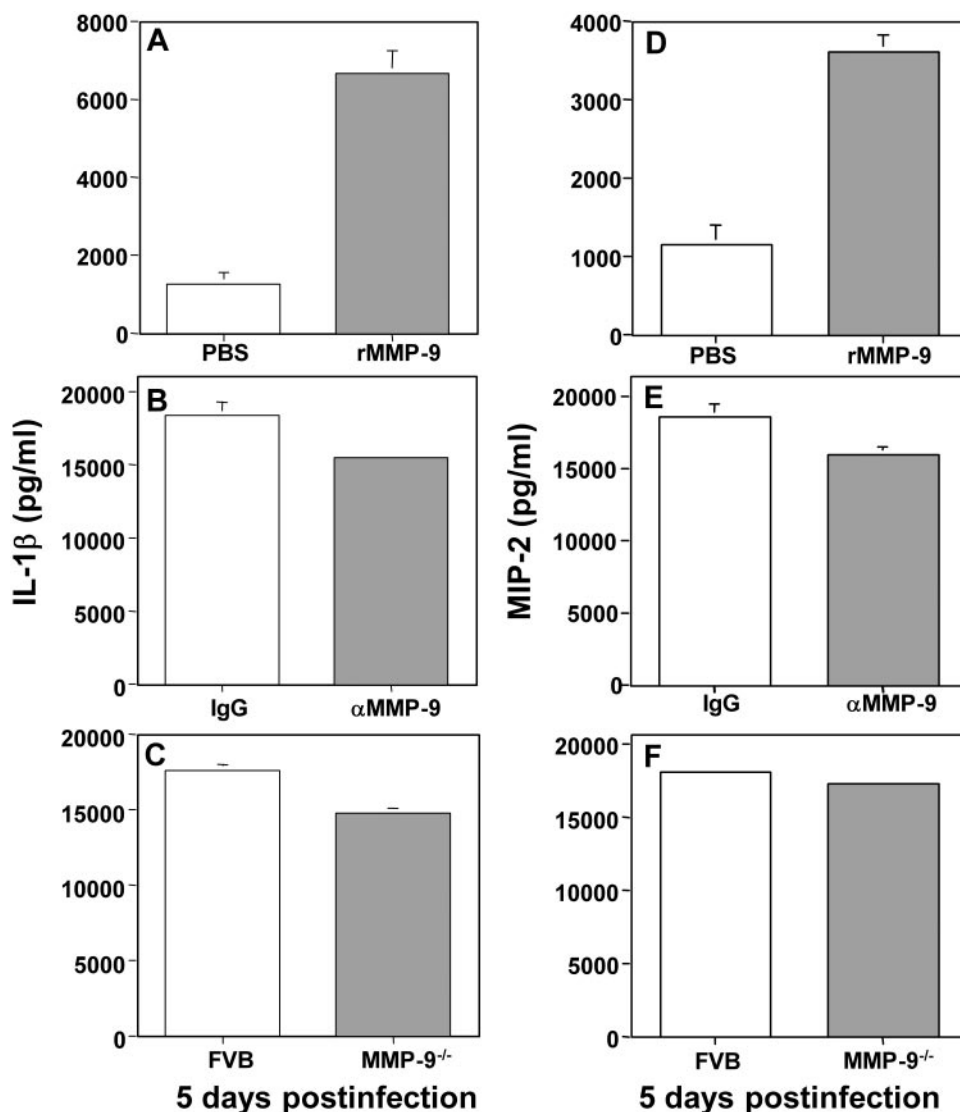 A
8000
6000
4000
2000
0
PBS rMMP-9
D
4000
3000
2000
1000
0
PBS rMMP-9
B
20000
15000
10000
5000
0
IgG αMMP-9
E
20000
15000
10000
5000
0
IgG αMMP-9
C
20000
15000
10000
5000
0
FVB MMP-9-/-
F
20000
15000
10000
5000
0
FVB MMP-9-/-
IL-1β (pg/ml)
MIP-2 (pg/ml)
5 days postinfection
5 days postinfection